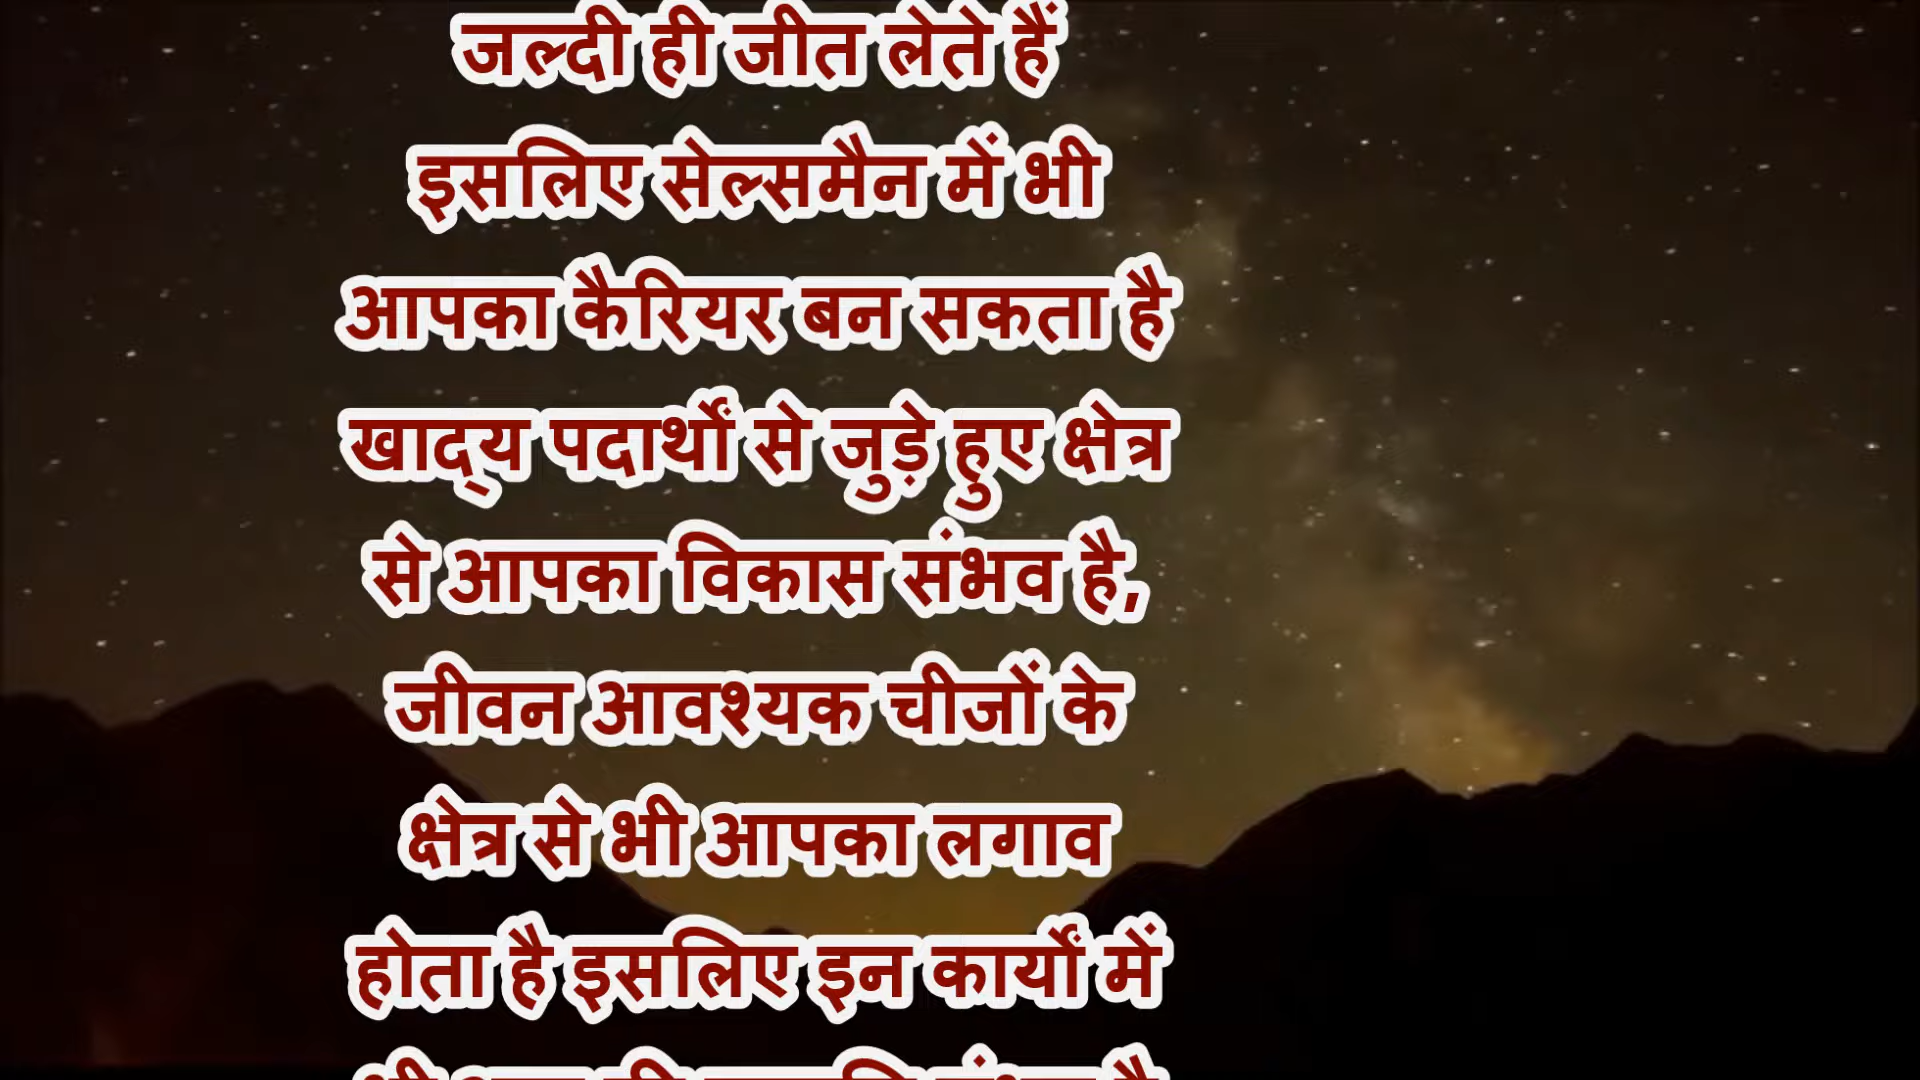 जल्दी ही जीत लेते हैं
इसलिए सेल्समैन में भी
आपका कैरियर बन सकता है
खाद्य पदार्थों से जुड़े हुए क्षेत्र
से आपका विकास संभव है,
जीवन आवश्यक चीजों के
क्षेत्र से भी आपका लगाव
होता है इसलिए इन कार्यों में